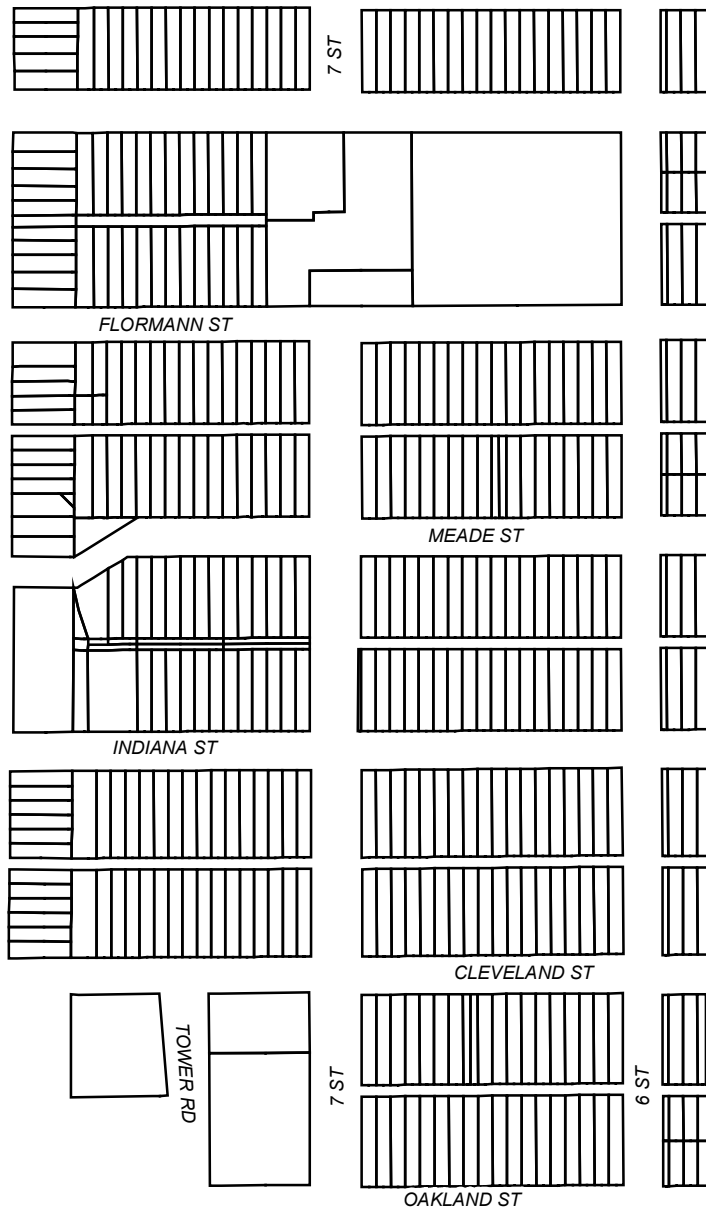 7 ST
FLORMANN ST
MEADE ST
INDIANA ST
CLEVELAND ST
TOWER RD
7 ST
6 ST
OAKLAND ST